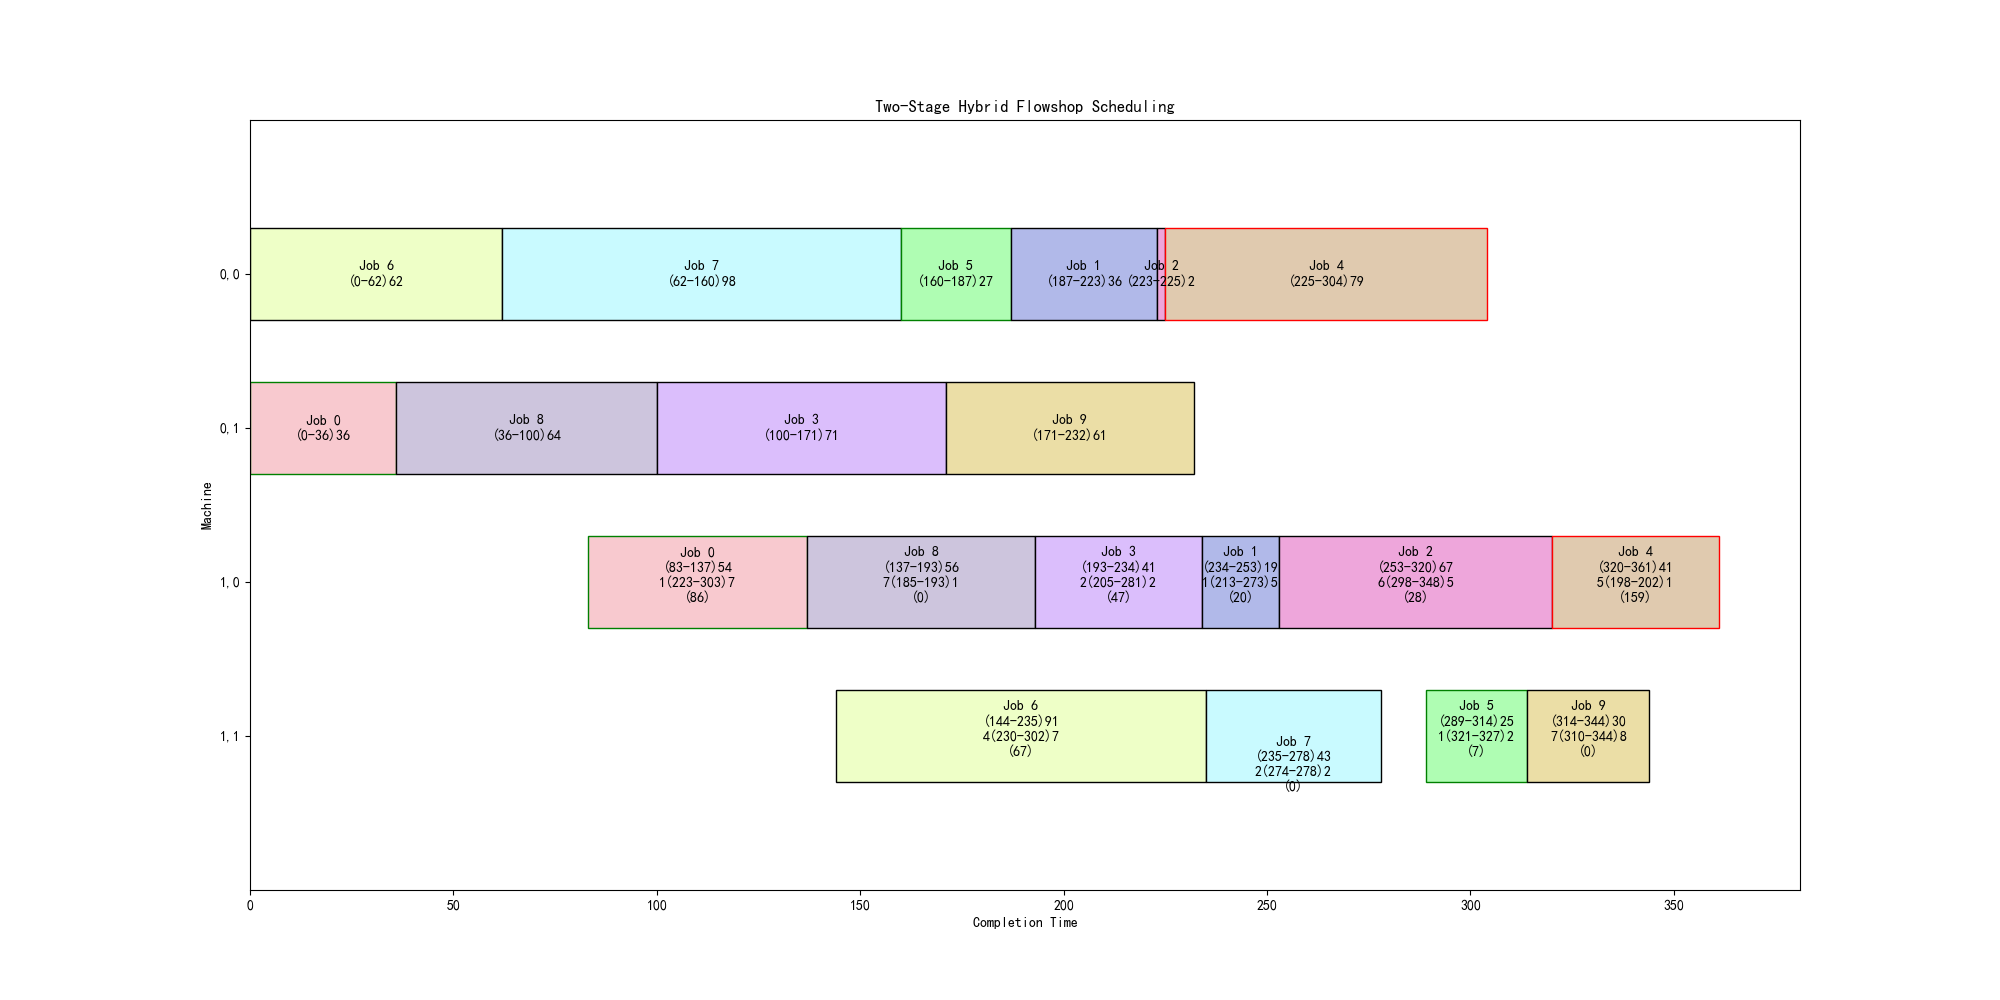 Two-Stage Hybrid Flowshop Scheduling
0,0
Job 6
(0-62)62
Job 7
(62-160)98
Job 5
(160-187)27
Job 1
(187-223)36
Job 2
(223-225)2
Job 4
(225-304)79
0,1
Job 0
(0-36)36
Job 8
(36-100)64
Job 3
(100-171)71
Job 9
(171-232)61
Machine
1,0
Job 0
(83-137)54
1(223-303)7
(86)
Job 8
(137-193)56
7(185-193)1
(0)
Job 3
(193-234)41
2(205-281)2
(47)
Job 1
(234-253)19
1(213-273)5
(20)
Job 2
(253-320)67
6(298-348)5
(28)
Job 4
(320-361)41
5(198-202)1
(159)
1,1
Job 6
(144-235)91
4(230-302)7
(67)
Job 7
(235-278)43
2(274-278)2
(0)
Job 5
(289-314)25
1(321-327)2
(7)
Job 9
(314-344)30
7(310-344)8
(0)
0
50
100
150
200
250
300
350
Completion Time